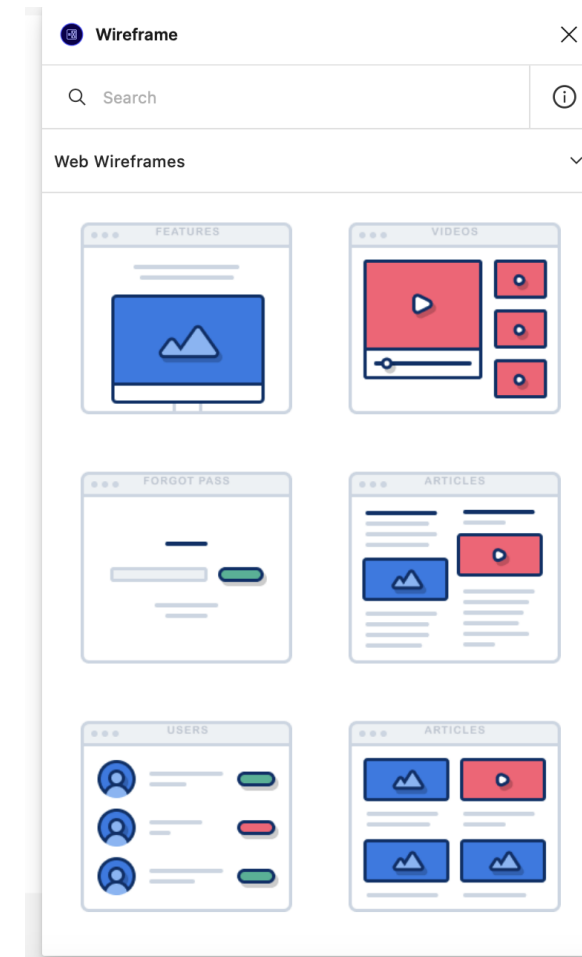 Wireframe
Search
Web Wireframes
FEATURES
VIDEOS
FORGOT PASS
ARTICLES
USERS
ARTICLES